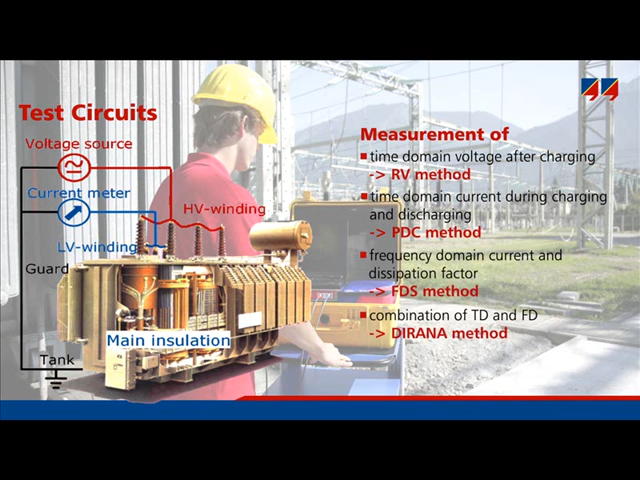 Test Circuits
Voltage source
Current meter
HV-winding
LV-winding
Guard
Main insulation
Tank
Measurement of
time domain voltage after charging
-> RV method
time domain current during charging
and discharging
-> PDC method
frequency domain current and
dissipation factor
-> FDS method
combination of TD and FD
-> DIRANA method